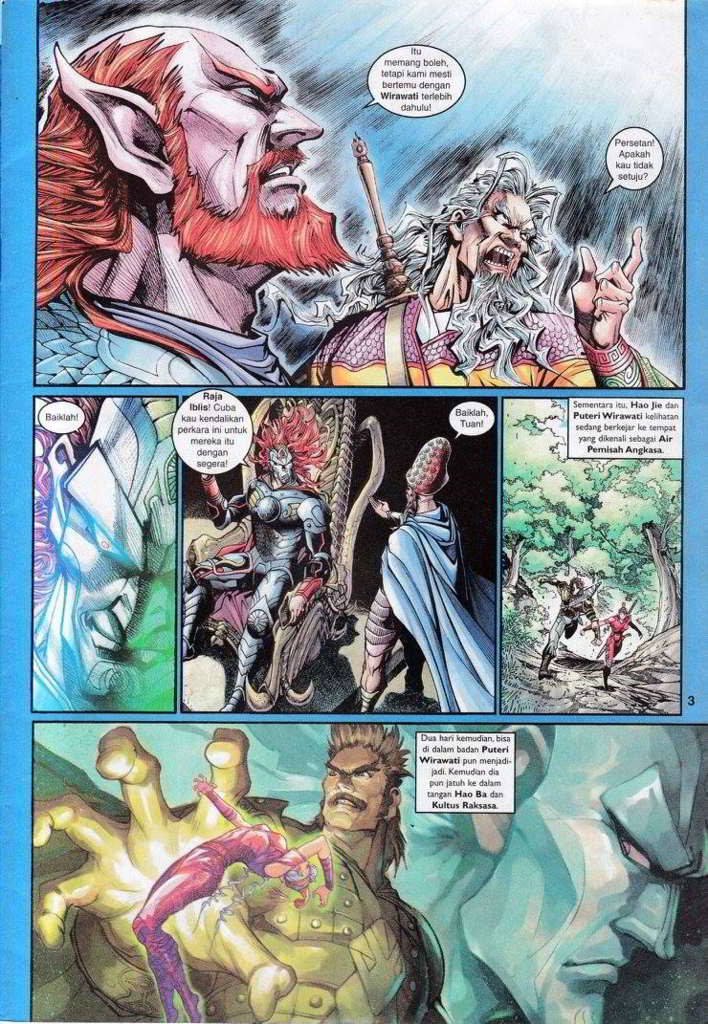 Itu
memang boleh,
tetapi kami mesti
bertemu dengan
Wirawati terlebih
dahulu!
Persetan!
Apakah
kau tidak
setuju?
Baiklah!
Raja
Iblis! Cuba
kau kendalikan
perkara ini untuk
mereka itu
dengan
segera!
Baiklah,
Tuan!
Sementara itu, Hao Jie dan
Puteri Wirawati kelihatan
sedang berkejar ke tempat
yang dikenali sebagai Air
Pemisah Angkasa.
3
Dua hari kemudian, bisa
di dalam badan Puteri
Wirawati pun menjadi-
jadi. Kemudian dia
pun jatuh ke dalam
tangan Hao Ba dan
Kultus Raksasa.